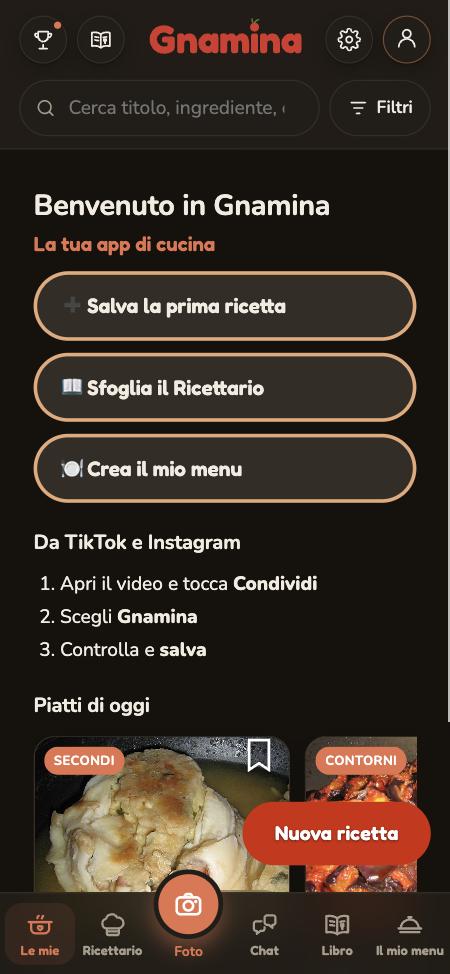 Gnamina
Cerca titolo, ingrediente,
Filtri
Benvenuto in Gnamina
La tua app di cucina
Salva la prima ricetta
Sfoglia il Ricettario
Crea il mio menu
Da TikTok e Instagram
1. Apri il video e tocca Condividi
2. Scegli Gnamina
3. Controlla e salva
Piatti di oggi
SECONDI
CONTORNI
Nuova ricetta
Le mie
Ricettario
Foto
Chat
Libro
Il mio menu